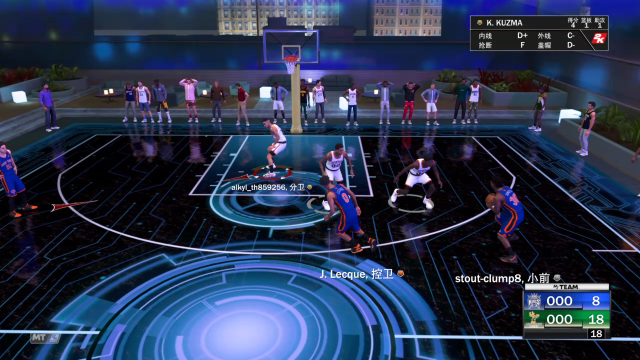 K. KUZMA 得分 篮板 助攻
4 1 1
内线 D+ 外线 C-
抢断 F 盖帽 D-
2K
alkyl_th859256, 分卫
J. Lecque, 控卫
stout-clump8, 小前
TEAM
000 8
000 18
18
MT